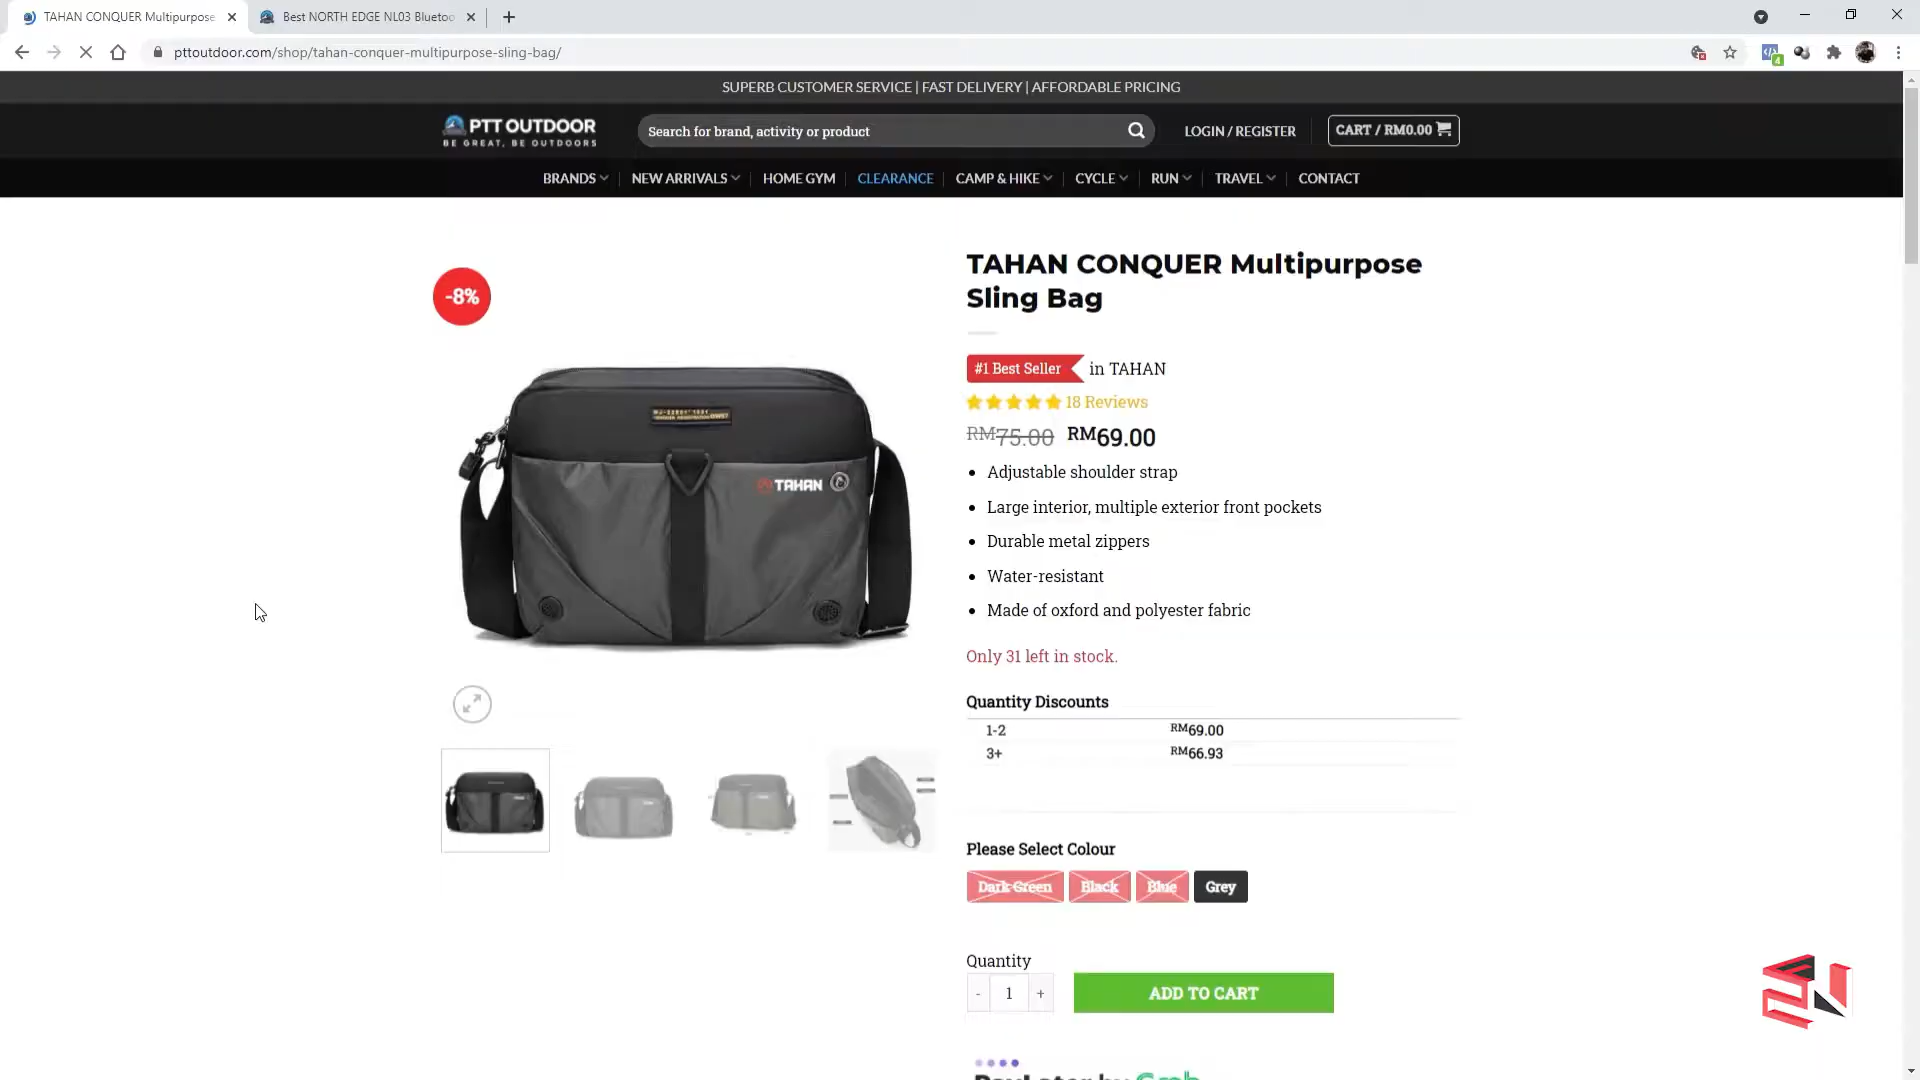 TAHAN CONQUER Multipurpose
Best NORTH EDGE NL03 Bluetoo
pttoutdoor.com/shop/tahan-conquer-multipurpose-sling-bag/
4
SUPERB CUSTOMER SERVICE | FAST DELIVERY | AFFORDABLE PRICING
PTT OUTDOOR
BE GREAT, BE OUTDOORS
Search for brand, activity or product
LOGIN / REGISTER
CART / RM0.00
BRANDS NEW ARRIVALS HOME GYM CLEARANCE CAMP & HIKE CYCLE RUN TRAVEL CONTACT
-8%
TAHAN
TAHAN CONQUER Multipurpose
Sling Bag
#1 Best Seller in TAHAN
18 Reviews
RM75.00 RM69.00
Adjustable shoulder strap
Large interior, multiple exterior front pockets
Durable metal zippers
Water-resistant
Made of oxford and polyester fabric
Only 31 left in stock.
Quantity Discounts
1-2 RM69.00
3+ RM66.93
Please Select Colour
Dark Green Black Blue Grey
Quantity
- 1 +
ADD TO CART
PayLater by Grab